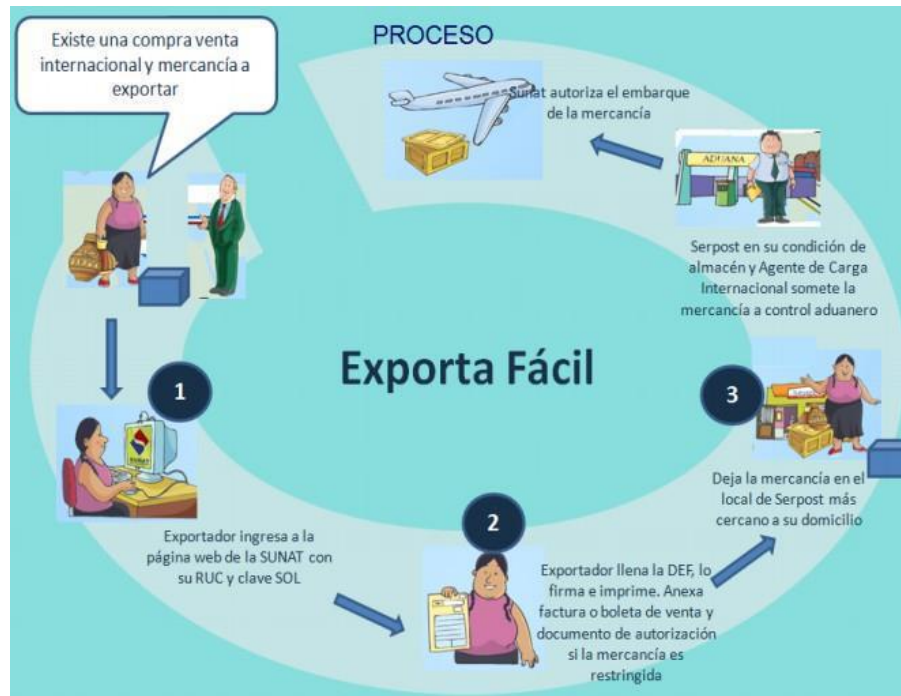 PROCESO
Existe una compra venta
internacional y mercancía a
exportar
Sunat autoriza el embarque
de la mercancía
ADUANA
Serpost en su condición de
almacén y Agente de Carga
Internacional somete la
mercancía a control aduanero
Exporta Fácil
1
SUNAT
Exportador ingresa a la
página web de la SUNAT con
su RUC y clave SOL
2
Exportador llena la DEF, lo
firma e imprime. Anexa
factura o boleta de venta y
documento de autorización
si la mercancía es
restringida
3
Deja la mercancía en el
local de Serpost más
cercano a su domicilio